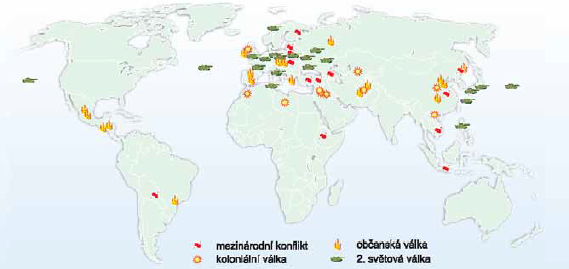 mezinárodní konflikt
koloniální válka
občanská válka
2. světová válka